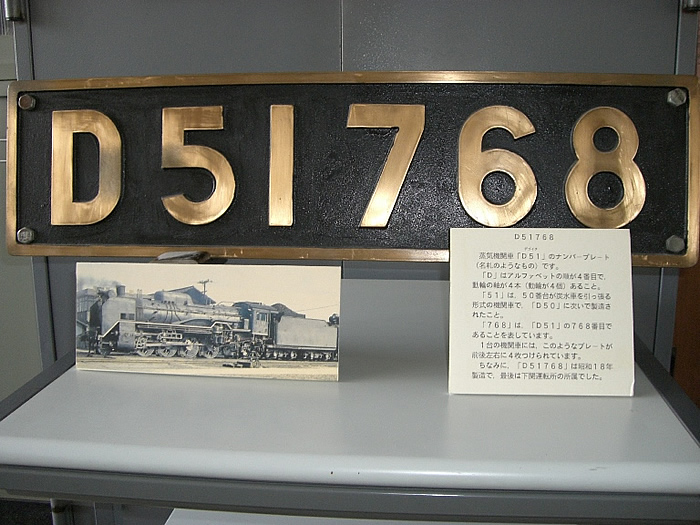 D51768
D51768
蒸気機関車「D51」のナンバープレート
(名札のようなもの)です。
「D」はアルファベットの順が4番目で、
動輪の軸が4本(動輪が4個)あること。
「51」は、50番台が炭水車を引っ張る
形式の機関車で、「D50」に次いで製造さ
れたこと。
「768」は、「D51」の768番目で
あることを表しています。
1台の機関車には、このようなプレートが
前後左右に4枚つけられています。
ちなみに、「D51768」は昭和18年
製造で、最後は下関運転所の所属でした。